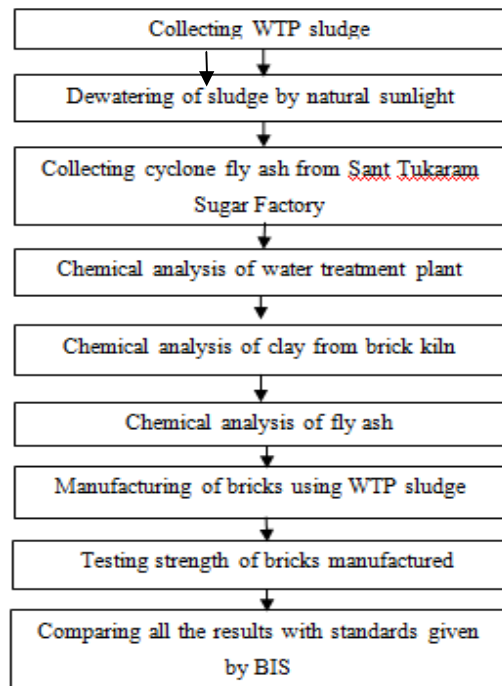 Collecting WTP sludge
Dewatering of sludge by natural sunlight
Collecting cyclone fly ash from Sant Tukaram
Sugar Factory
Chemical analysis of water treatment plant
Chemical analysis of clay from brick kiln
Chemical analysis of fly ash
Manufacturing of bricks using WTP sludge
Testing strength of bricks manufactured
Comparing all the results with standards given
by BIS